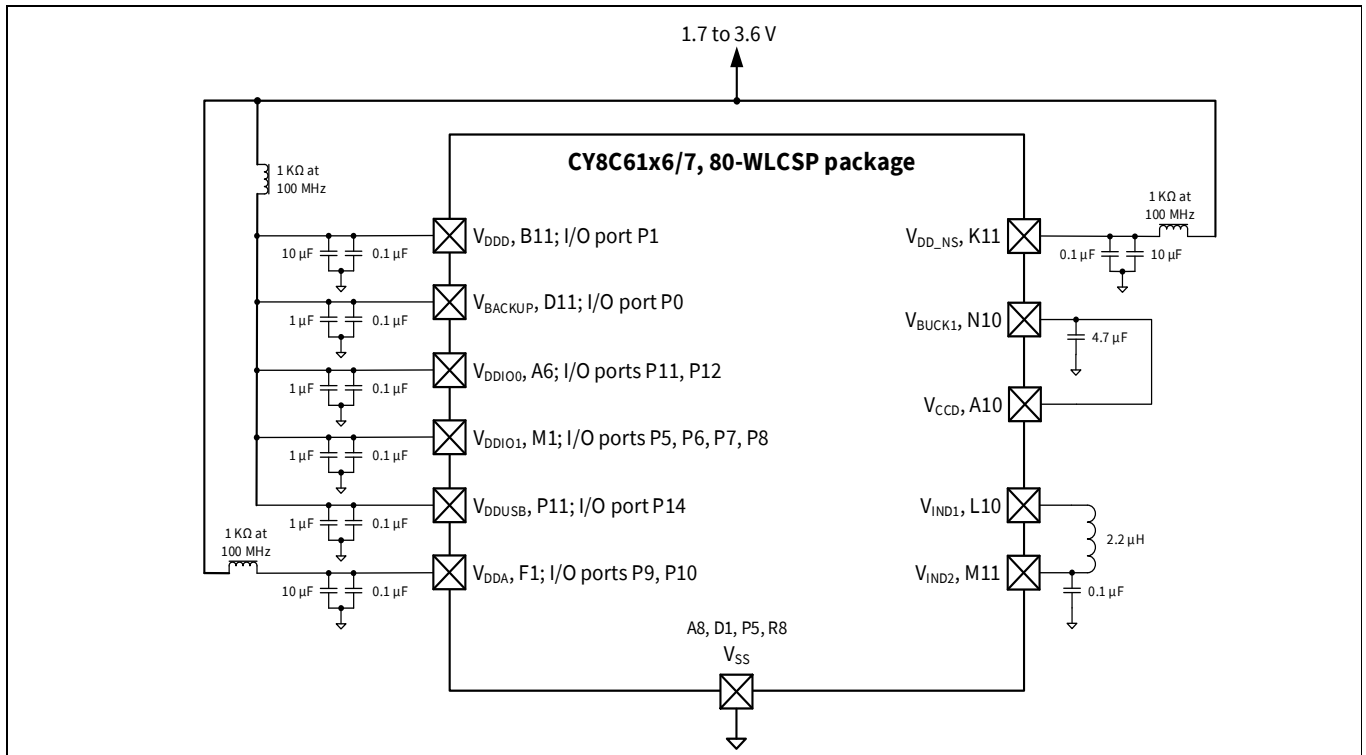 1.7 to 3.6 V
CY8C61x6/7, 80-WLCSP package
1 KΩ at
100 MHz
1 KΩ at
100 MHz
10 µF
0.1 µF
VDDD, B11; I/O port P1
VDD_NS, K11
0.1 µF
10 µF
1 µF
0.1 µF
VBACKUP, D11; I/O port P0
VBUCK1, N10
4.7 µF
1 µF
0.1 µF
VDDIO0, A6; I/O ports P11, P12
VCCD, A10
1 µF
0.1 µF
VDDIO1, M1; I/O ports P5, P6, P7, P8
1 µF
0.1 µF
VDDUSB, P11; I/O port P14
VIND1, L10
2.2 µH
1 KΩ at
100 MHz
10 µF
0.1 µF
VDDA, F1; I/O ports P9, P10
VIND2, M11
0.1 µF
A8, D1, P5, R8
VSS